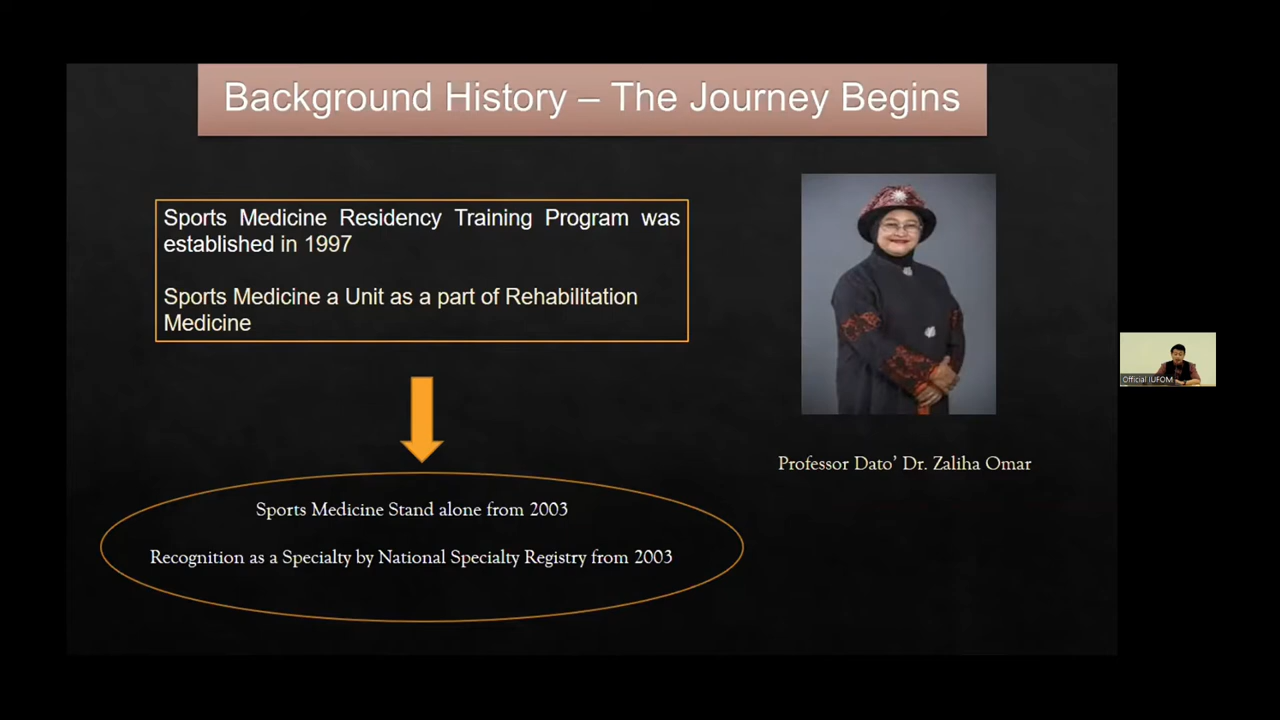 Background History – The Journey Begins
Sports Medicine Residency Training Program was
established in 1997
Sports Medicine a Unit as a part of Rehabilitation
Medicine
Sports Medicine Stand alone from 2003
Recognition as a Specialty by National Specialty Registry from 2003
Professor Dato’ Dr. Zaliha Omar
Official IUFOM